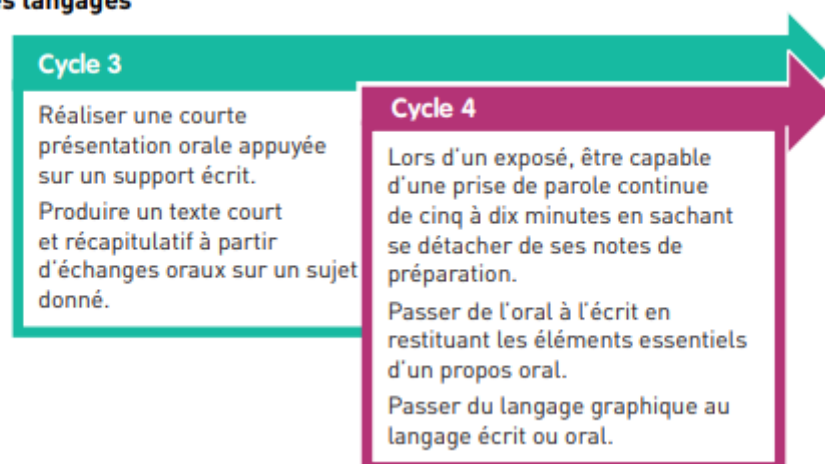 es langages
Cycle 3
Réaliser une courte
présentation orale appuyée
sur un support écrit.
Produire un texte court
et récapitulatif à partir
d'échanges oraux sur un sujet
donné.
Cycle 4
Lors d'un exposé, être capable
d'une prise de parole continue
de cinq à dix minutes en sachant
se détacher de ses notes de
préparation.
Passer de l'oral à l'écrit en
restituant les éléments essentiels
d'un propos oral.
Passer du langage graphique au
langage écrit ou oral.